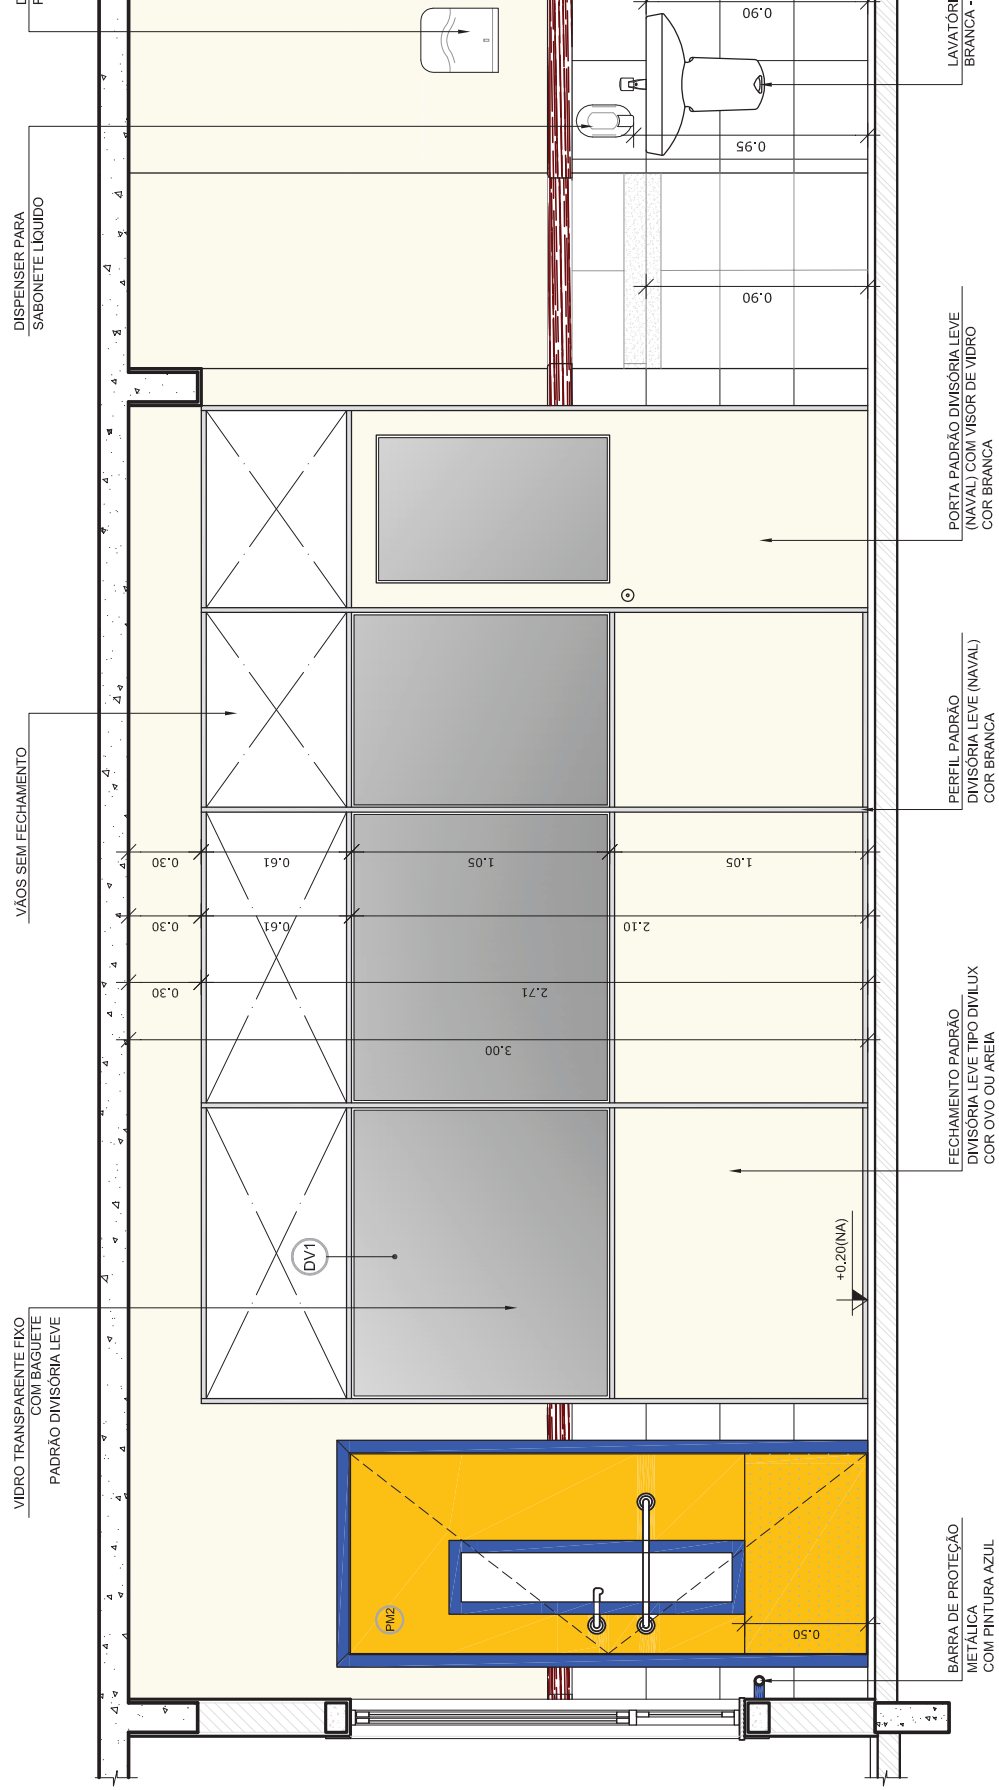 VIDRO TRANSPARENTE FIXO
COM BAGUETE
PADRÃO DIVISÓRIA LEVE
VÃOS SEM FECHAMENTO
DISPENSER PARA
SABONETE LÍQUIDO
0.30
0.61
1.05
1.05
0.30
0.61
2.10
0.30
2.71
3.00
0.90
0.95
0.90
0.50
DV1
PM2
+0.20(NA)
BARRA DE PROTEÇÃO
METÁLICA
COM PINTURA AZUL
FECHAMENTO PADRÃO
DIVISÓRIA LEVE TIPO DIVILUX
COR OVO OU AREIA
PERFIL PADRÃO
DIVISÓRIA LEVE (NAVAL)
COR BRANCA
PORTA PADRÃO DIVISÓRIA LEVE
(NAVAL) COM VISOR DE VIDRO
COR BRANCA
BRANCA -